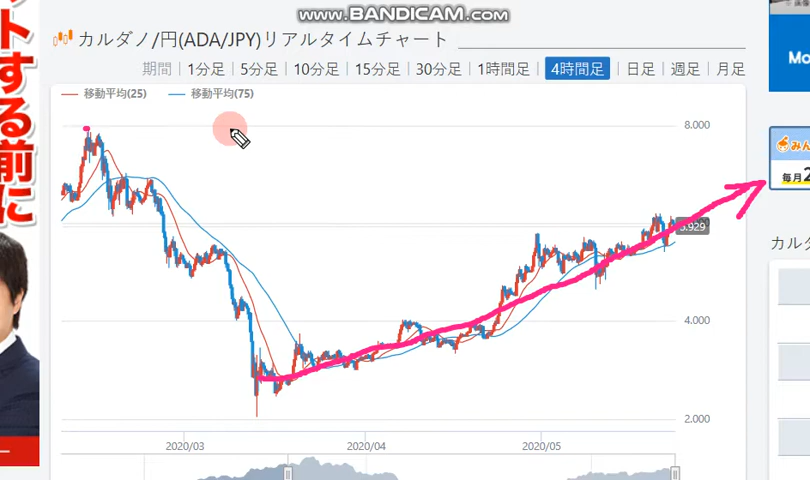 www.BANDICAM.com
カルダノ/円(ADA/JPY)リアルタイムチャート
期間 1分足 5分足 10分足 15分足 30分足 1時間足 4時間足 日足 週足 月足
移動平均(25) 移動平均(75)
8.000
4.000
2.000
2020/03 2020/04 2020/05
トする前に
Mo
みん
毎月2
カルダ